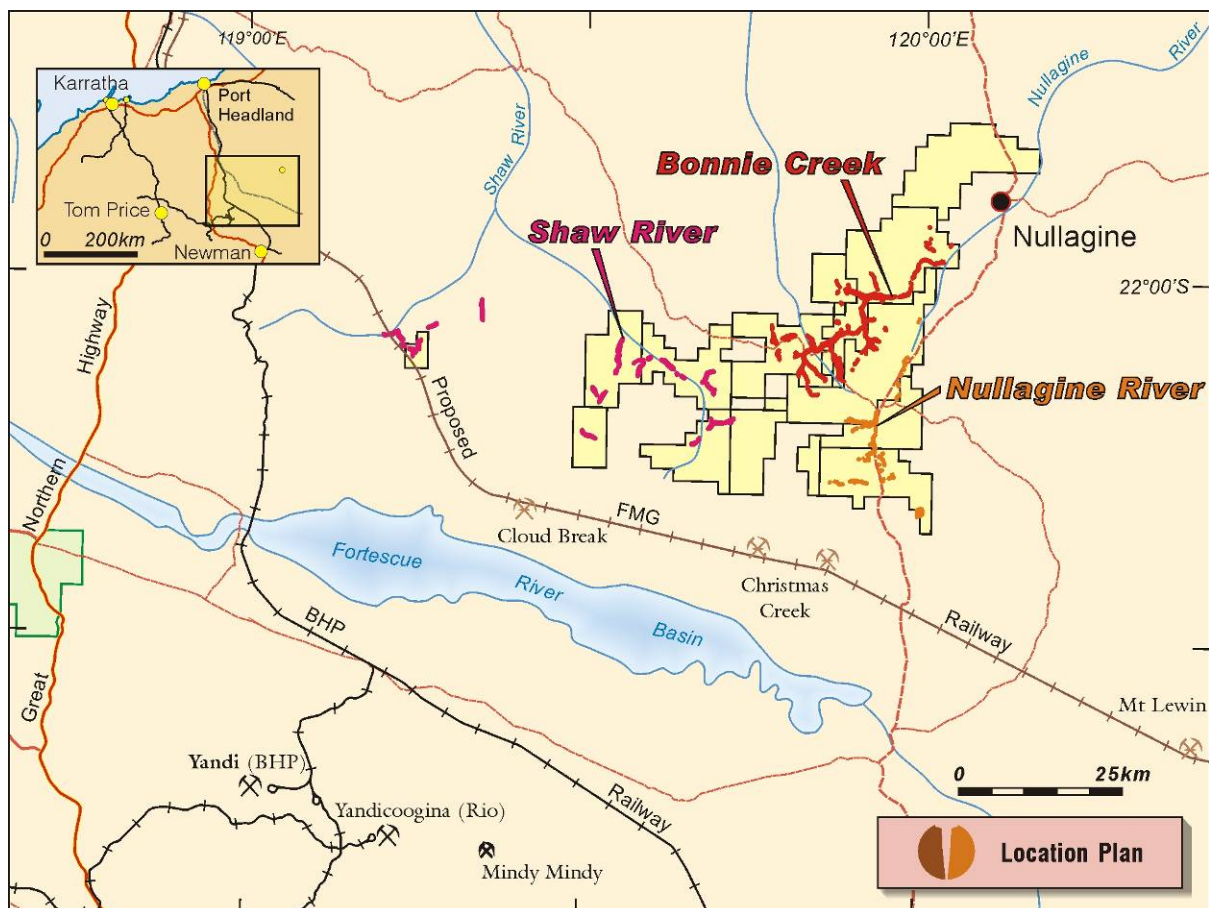 119°00'E
120°00'E
Karratha
Port
Headland
Tom Price
0 200km
Newman
Shaw
River
Nullagine
River
Bonnie Creek
Shaw River
Nullagine
22°00'S
Nullagine River
Highway
Northern
Great
Proposed
FMG
Railway
Cloud Break
Christmas
Creek
Mt Lewin
Fortescue
River
Basin
BHP
Railway
Yandi (BHP)
Yandicoogina (Rio)
Mindy Mindy
0 25km
Location Plan